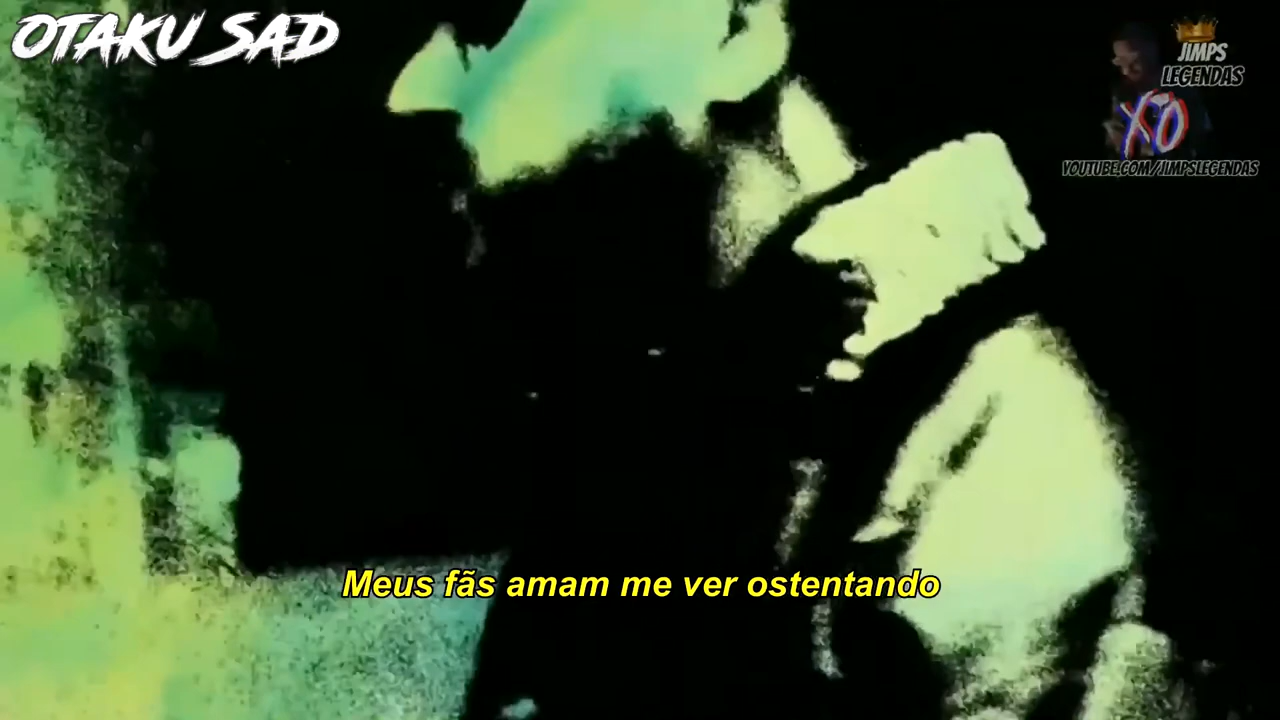 OTAKU SAD
JIMPS
LEGENDAS
XO
YOUTUBE.COM/JIMPSLEGENDAS
Meus fãs amam me ver ostentando